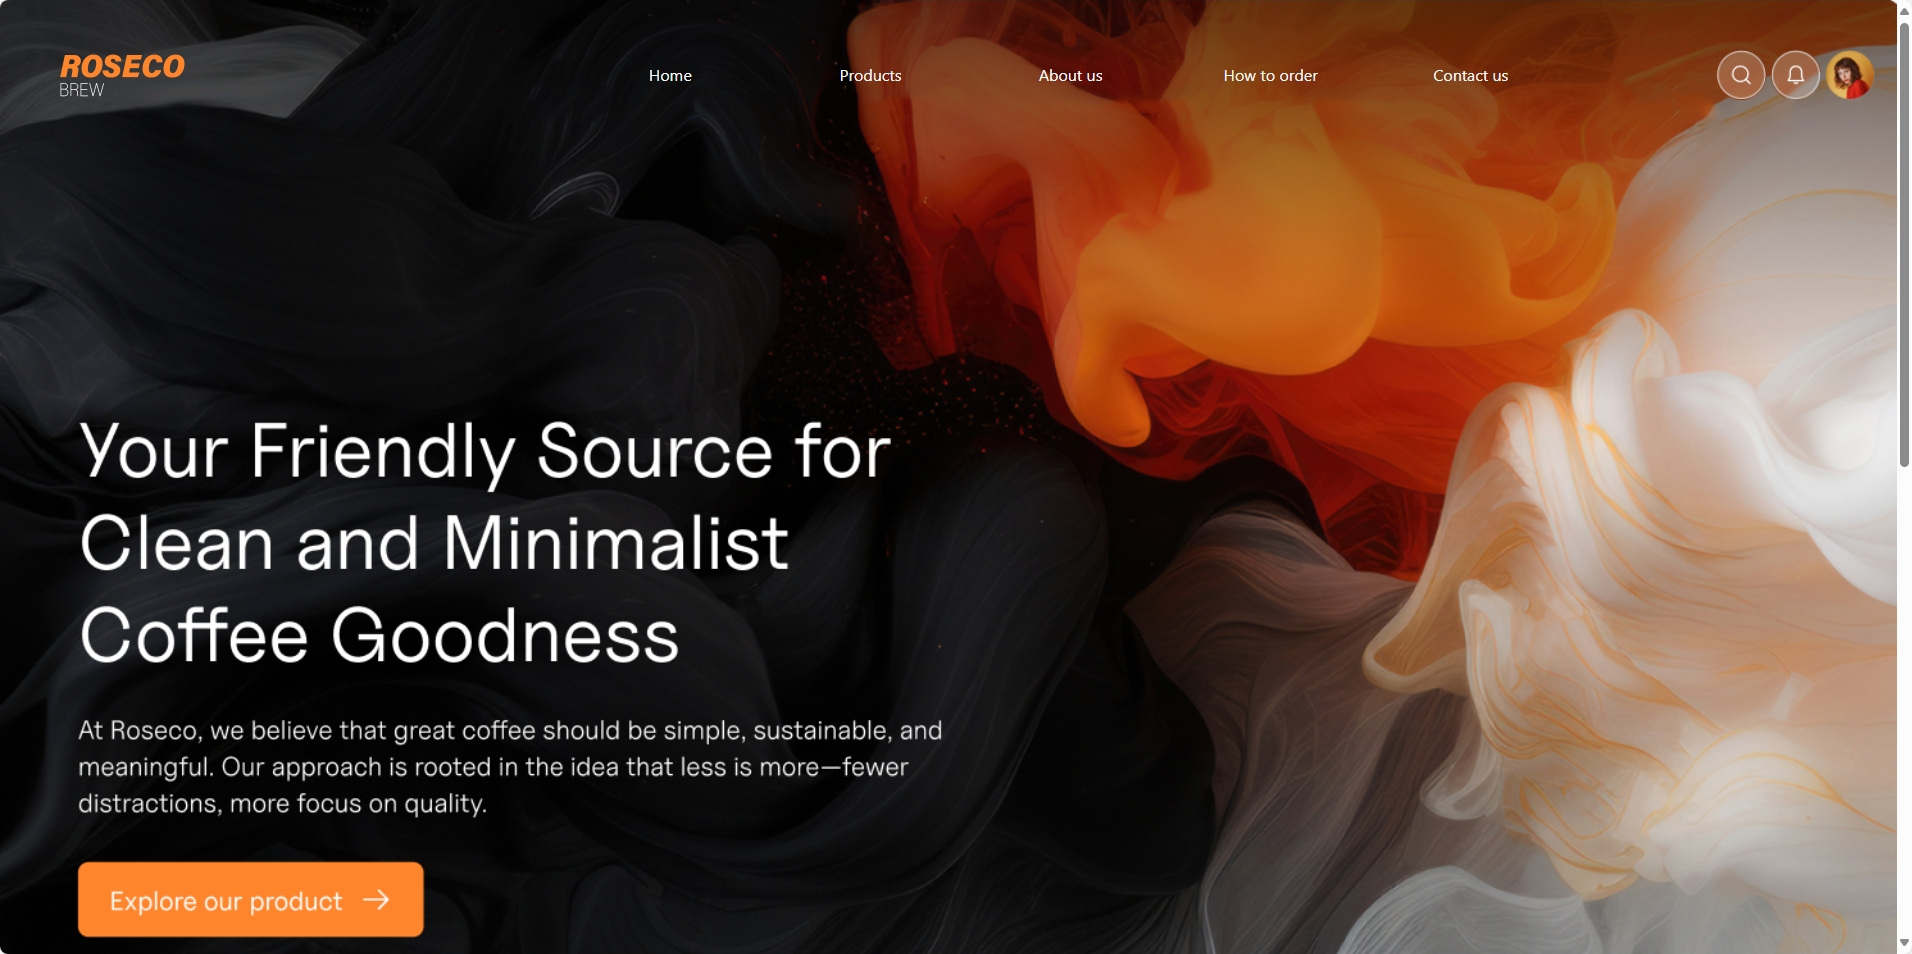 ROSECO
BREW
Home
Products
About us
How to order
Contact us
Your Friendly Source for
Clean and Minimalist
Coffee Goodness
At Roseco, we believe that great coffee should be simple, sustainable, and
meaningful. Our approach is rooted in the idea that less is more—fewer
distractions, more focus on quality.
Explore our product